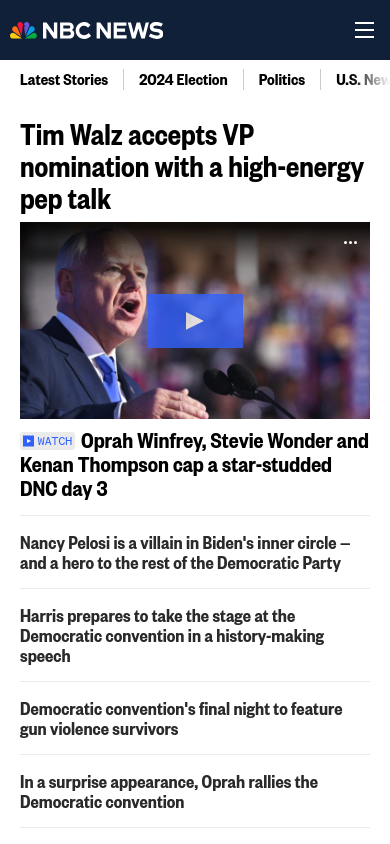 NBC NEWS
Latest Stories
2024 Election
Politics
U.S. New
Tim Walz accepts VP
nomination with a high-energy
pep talk
WATCH Oprah Winfrey, Stevie Wonder and
Kenan Thompson cap a star-studded
DNC day 3
Nancy Pelosi is a villain in Biden's inner circle –
and a hero to the rest of the Democratic Party
Harris prepares to take the stage at the
Democratic convention in a history-making
speech
Democratic convention's final night to feature
gun violence survivors
In a surprise appearance, Oprah rallies the
Democratic convention